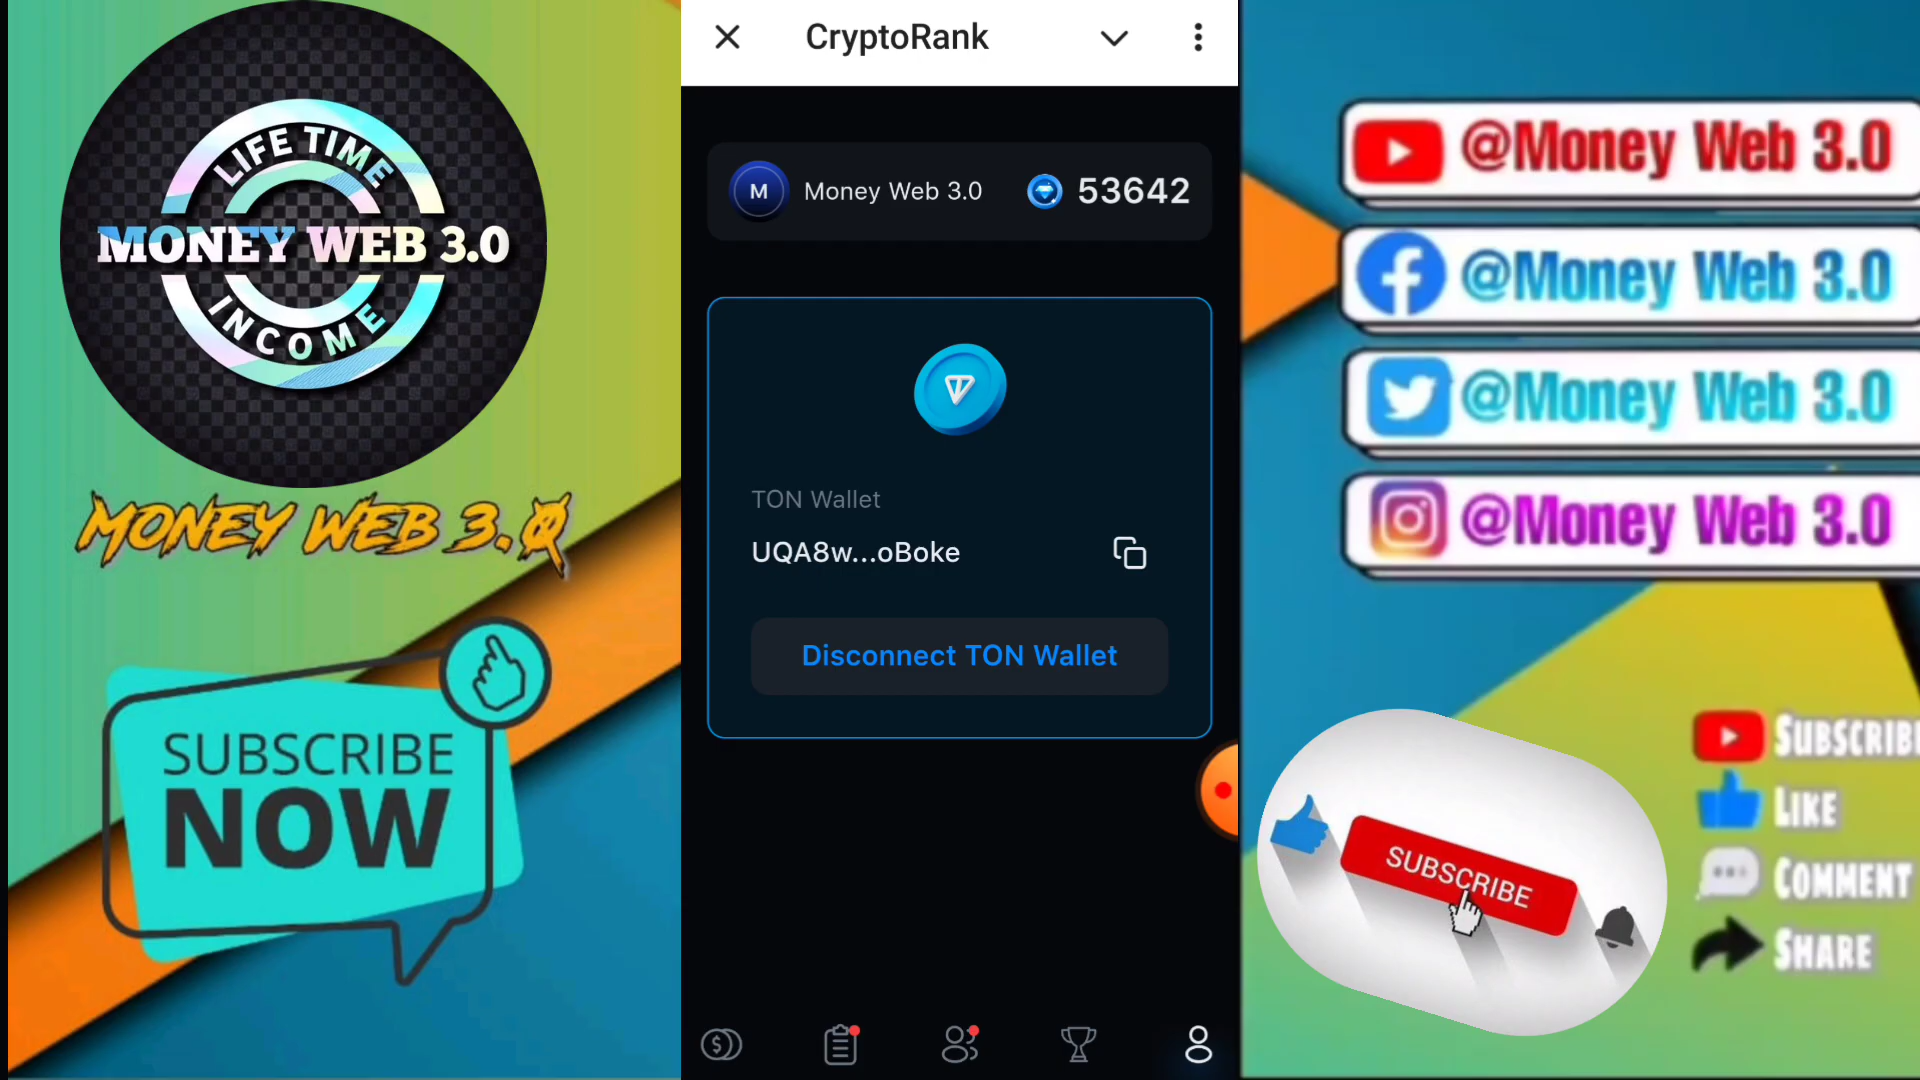 LIFE TIME
MONEY WEB 3.0
INCOME
MONEY WEB 3.0
SUBSCRIBE
NOW
CryptoRank
M
Money Web 3.0
53642
TON Wallet
UQA8w...oBoke
Disconnect TON Wallet
@Money Web 3.0
@Money Web 3.0
@Money Web 3.0
@Money Web 3.0
SUBSCRIBE
SUBSCRIBE
LIKE
COMMENT
SHARE